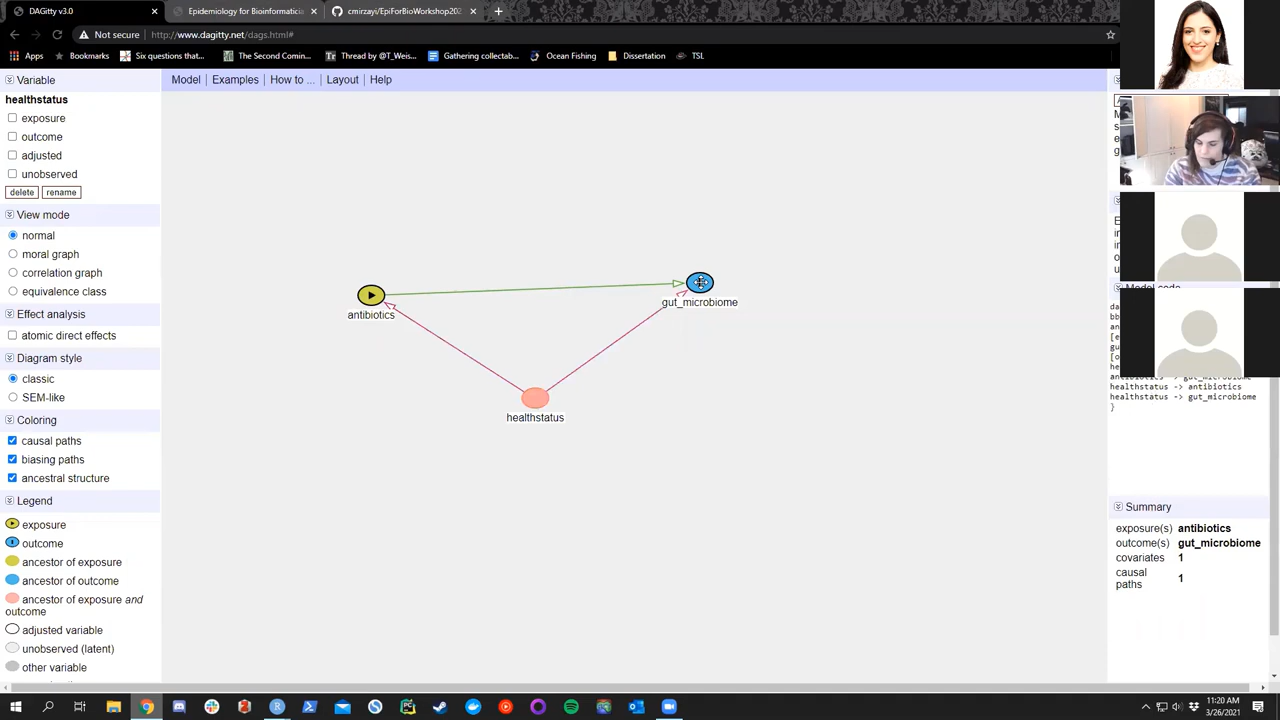 DAGitty v3.0
Epidemiology for Bioinformatician
cmirzayi/EpiForBioWorkshop202
Not secure
http://www.dagitty.net/dags.html#
Apps
Bookmarks
Six questions that...
The Second Comin...
Thread by @T_Weis...
Gathering collectab...
Ocean Fishing
Dissertation
TSL
Variable
healthstatus
exposure
outcome
adjusted
unobserved
delete
rename
View mode
normal
moral graph
correlation graph
equivalence class
Effect analysis
atomic direct effects
Diagram style
classic
SEM-like
Coloring
causal paths
biasing paths
ancestral structure
Legend
exposure
outcome
ancestor of exposure
ancestor of outcome
ancestor of exposure and
outcome
adjusted variable
unobserved (latent)
other variable
Model | Examples | How to ... | Layout | Help
antibiotics
gut_microbiome
healthstatus
Model code
healthstatus -> antibiotics
healthstatus -> gut_microbiome
}
Summary
exposure(s) antibiotics
outcome(s) gut_microbiome
covariates 1
causal
paths 1
11:20 AM
3/26/2021